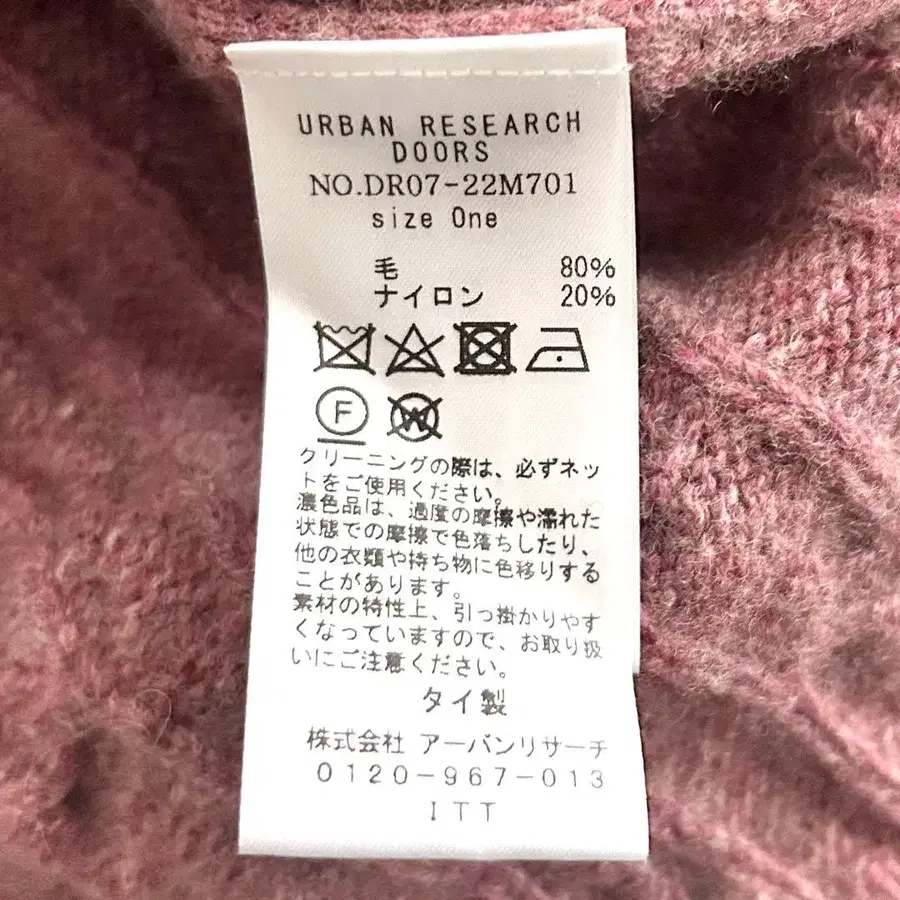 URBAN RESEARCH
DOORS
NO.DR07-22M701
size One
毛 80%
ナイロン 20%
F
W
クリーニングの際は、必ずネッ
トをご使用ください。
濃色品は、過度の摩擦や濡れた
状態での摩擦で色落ちしたり、
他の衣類や持ち物に色移りする
ことがあります。
素材の特性上、引っ掛かりやす
くなっていますので、お取り扱
いにご注意ください。
タイ製
株式会社 アーバンリサーチ
0120-967-013
ITT